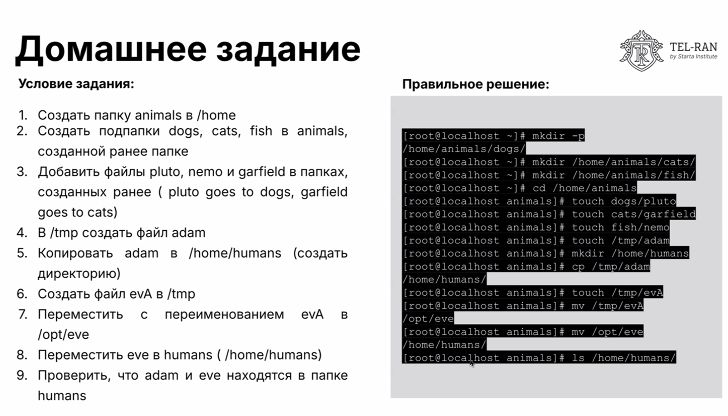 Домашнее задание
TEL-RAN
by Starta Institute
Условие задания:
1. Создать папку animals в /home
2. Создать подпапки dogs, cats, fish в animals,
созданной ранее папке
3. Добавить файлы pluto, nemo и garfield в папках,
созданных ранее ( pluto goes to dogs, garfield
goes to cats)
4. В /tmp создать файл adam
5. Копировать adam в /home/humans (создать
директорию)
6. Создать файл evA в /tmp
7. Переместить с переименованием evA в
/opt/eve
8. Переместить eve в humans ( /home/humans)
9. Проверить, что adam и eve находятся в папке
humans
Правильное решение:
[root@localhost ~]# mkdir -p
/home/animals/dogs/
[root@localhost ~]# mkdir /home/animals/cats/
[root@localhost ~]# mkdir /home/animals/fish/
[root@localhost ~]# cd /home/animals
[root@localhost animals]# touch dogs/pluto
[root@localhost animals]# touch cats/garfield
[root@localhost animals]# touch fish/nemo
[root@localhost animals]# touch /tmp/adam
[root@localhost animals]# mkdir /home/humans
[root@localhost animals]# cp /tmp/adam
/home/humans/
[root@localhost animals]# touch /tmp/evA
[root@localhost animals]# mv /tmp/evA
/opt/eve
[root@localhost animals]# mv /opt/eve
/home/humans/
[root@localhost animals]# ls /home/humans/